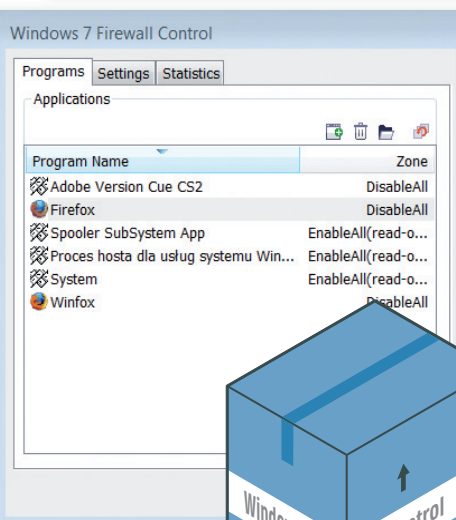 Windows 7 Firewall Control
Programs Settings Statistics
Applications
Program Name Zone
Adobe Version Cue CS2 DisableAll
Firefox DisableAll
Spooler SubSystem App EnableAll(read-o...
Proces hosta dla usług systemu Win... EnableAll(read-o...
System EnableAll(read-o...
Winfox DisableAll